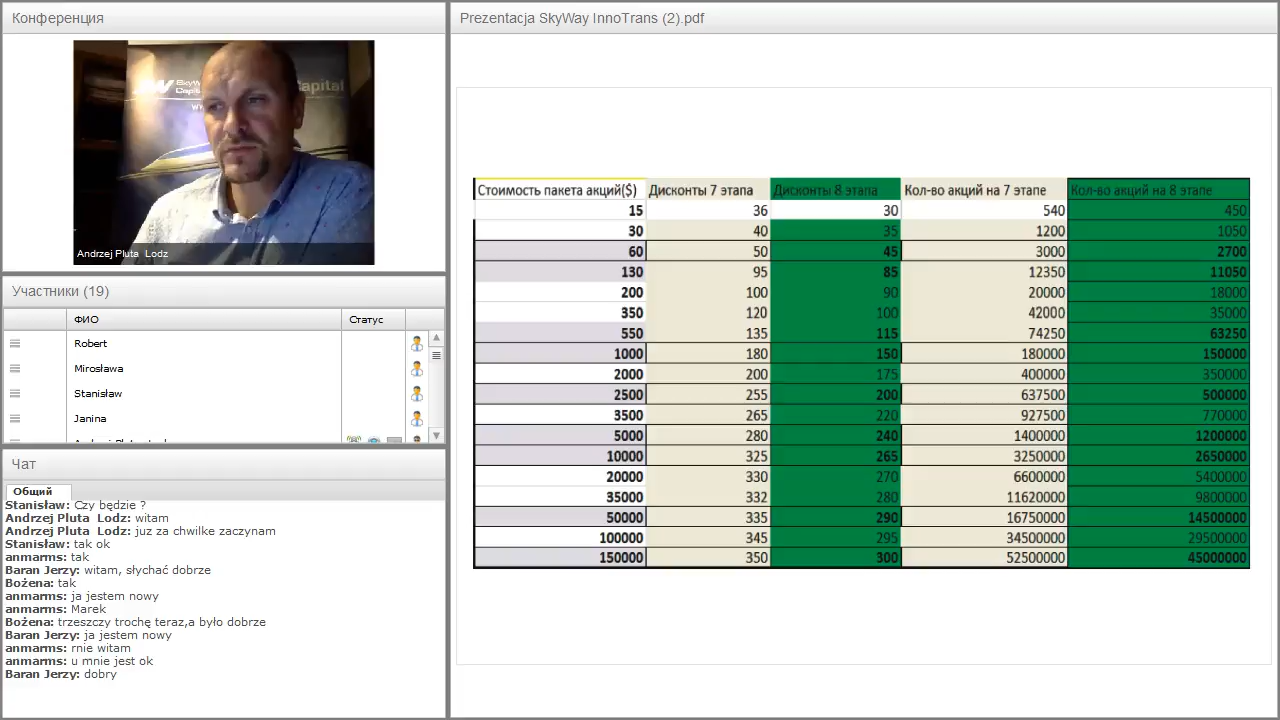 Конференция
SkyWay
Capital
Capital
Andrzej Pluta Lodz
Участники (19)
ФИО
Статус
Robert
Mirosława
Stanisław
Janina
Чат
Общий
Stanisław: Czy będzie ?
Andrzej Pluta Lodz: witam
Andrzej Pluta Lodz: juz za chwilke zaczynam
Stanisław: tak ok
anmarms: tak
Baran Jerzy: witam, słychać dobrze
Bożena: tak
anmarms: ja jestem nowy
anmarms: Marek
Bożena: trzeszczy trochę teraz,a było dobrze
Baran Jerzy: ja jestem nowy
anmarms: rnie witam
anmarms: u mnie jest ok
Baran Jerzy: dobry
Prezentacja SkyWay InnoTrans (2).pdf
Стоимость пакета акций($) Дисконты 7 этапа Дисконты 8 этапа Кол-во акций на 7 этапе Кол-во акций на 8 этапе
15 36 30 540 450
30 40 35 1200 1050
60 50 45 3000 2700
130 95 85 12350 11050
200 100 90 20000 18000
350 120 100 42000 35000
550 135 115 74250 63250
1000 180 150 180000 150000
2000 200 175 400000 350000
2500 255 200 637500 500000
3500 265 220 927500 770000
5000 280 240 1400000 1200000
10000 325 265 3250000 2650000
20000 330 270 6600000 5400000
35000 332 280 11620000 9800000
50000 335 290 16750000 14500000
100000 345 295 34500000 29500000
150000 350 300 52500000 45000000